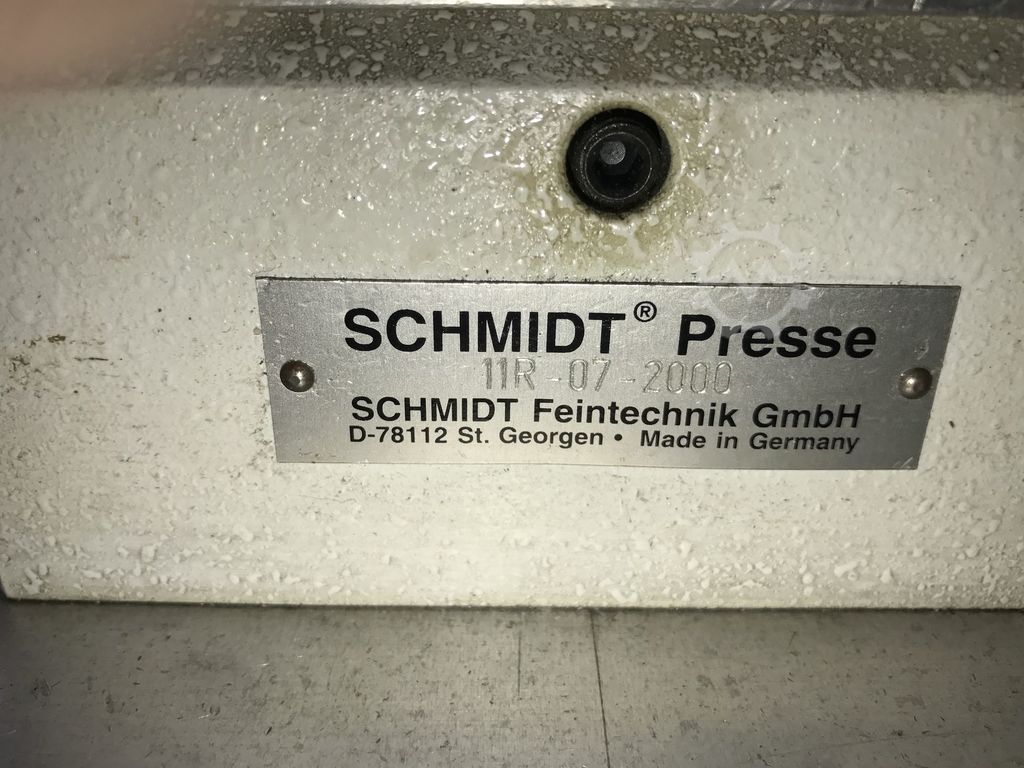 SCHMIDT® Presse
11R-07-2000
SCHMIDT Feintechnik GmbH
D-78112 St. Georgen • Made in Germany